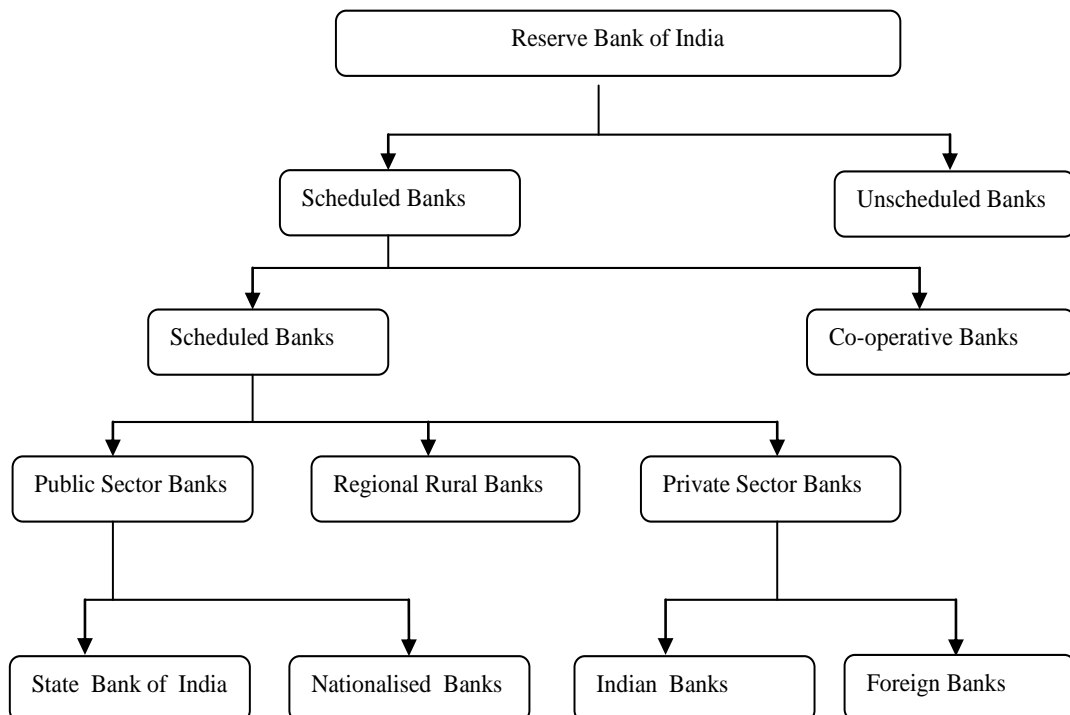 Reserve Bank of India
Scheduled Banks
Unscheduled Banks
Scheduled Banks
Co-operative Banks
Public Sector Banks
Regional Rural Banks
Private Sector Banks
State Bank of India
Nationalised Banks
Indian Banks
Foreign Banks